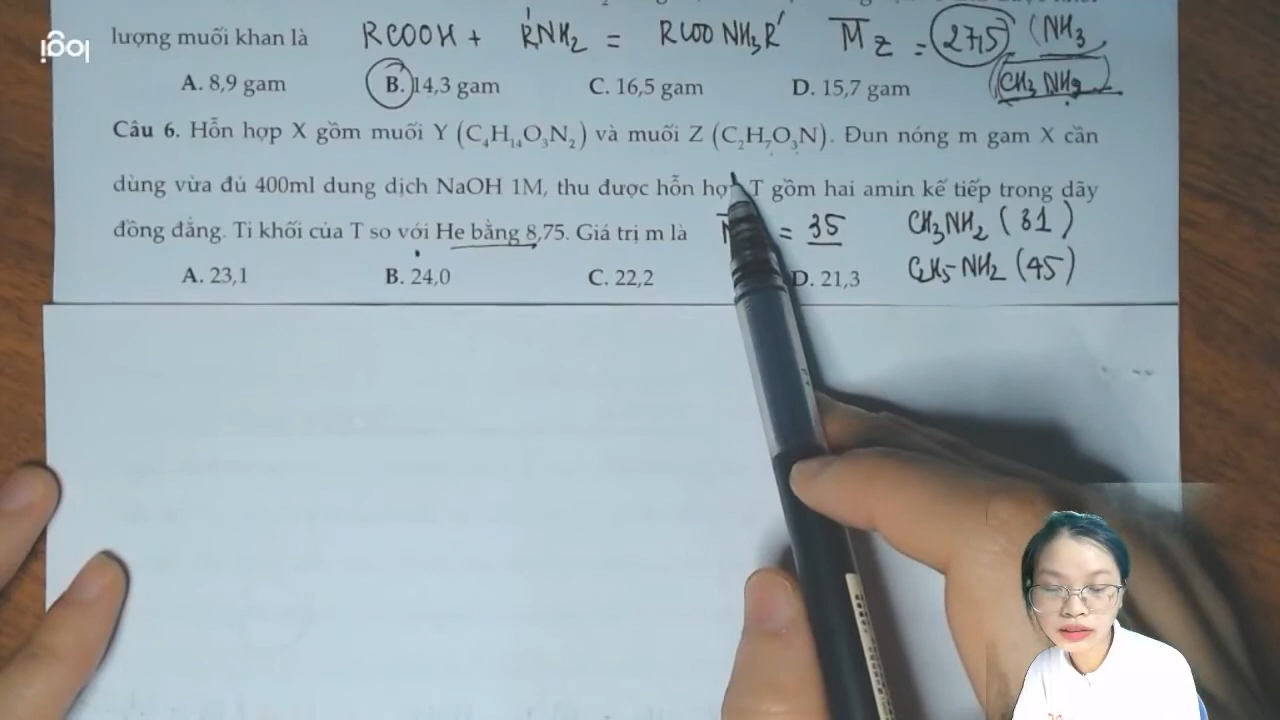 logi
lượng muối khan là RCOOH + R'NH₂ = RCOONH₃R' M̅_Z = 27,5 (NH₃
A. 8,9 gam B. 14,3 gam C. 16,5 gam D. 15,7 gam (CH₃NH₂
Câu 6. Hỗn hợp X gồm muối Y (C₄H₁₄O₃N₂) và muối Z (C₂H₇O₃N). Đun nóng m gam X cần
dùng vừa đủ 400ml dung dịch NaOH 1M, thu được hỗn hợp T gồm hai amin kế tiếp trong dãy
đồng đẳng. Tỉ khối của T so với He bằng 8,75. Giá trị m là = 35 CH₃NH₂ (31)
A. 23,1 B. 24,0 C. 22,2 D. 21,3 C₂H₅-NH₂ (45)